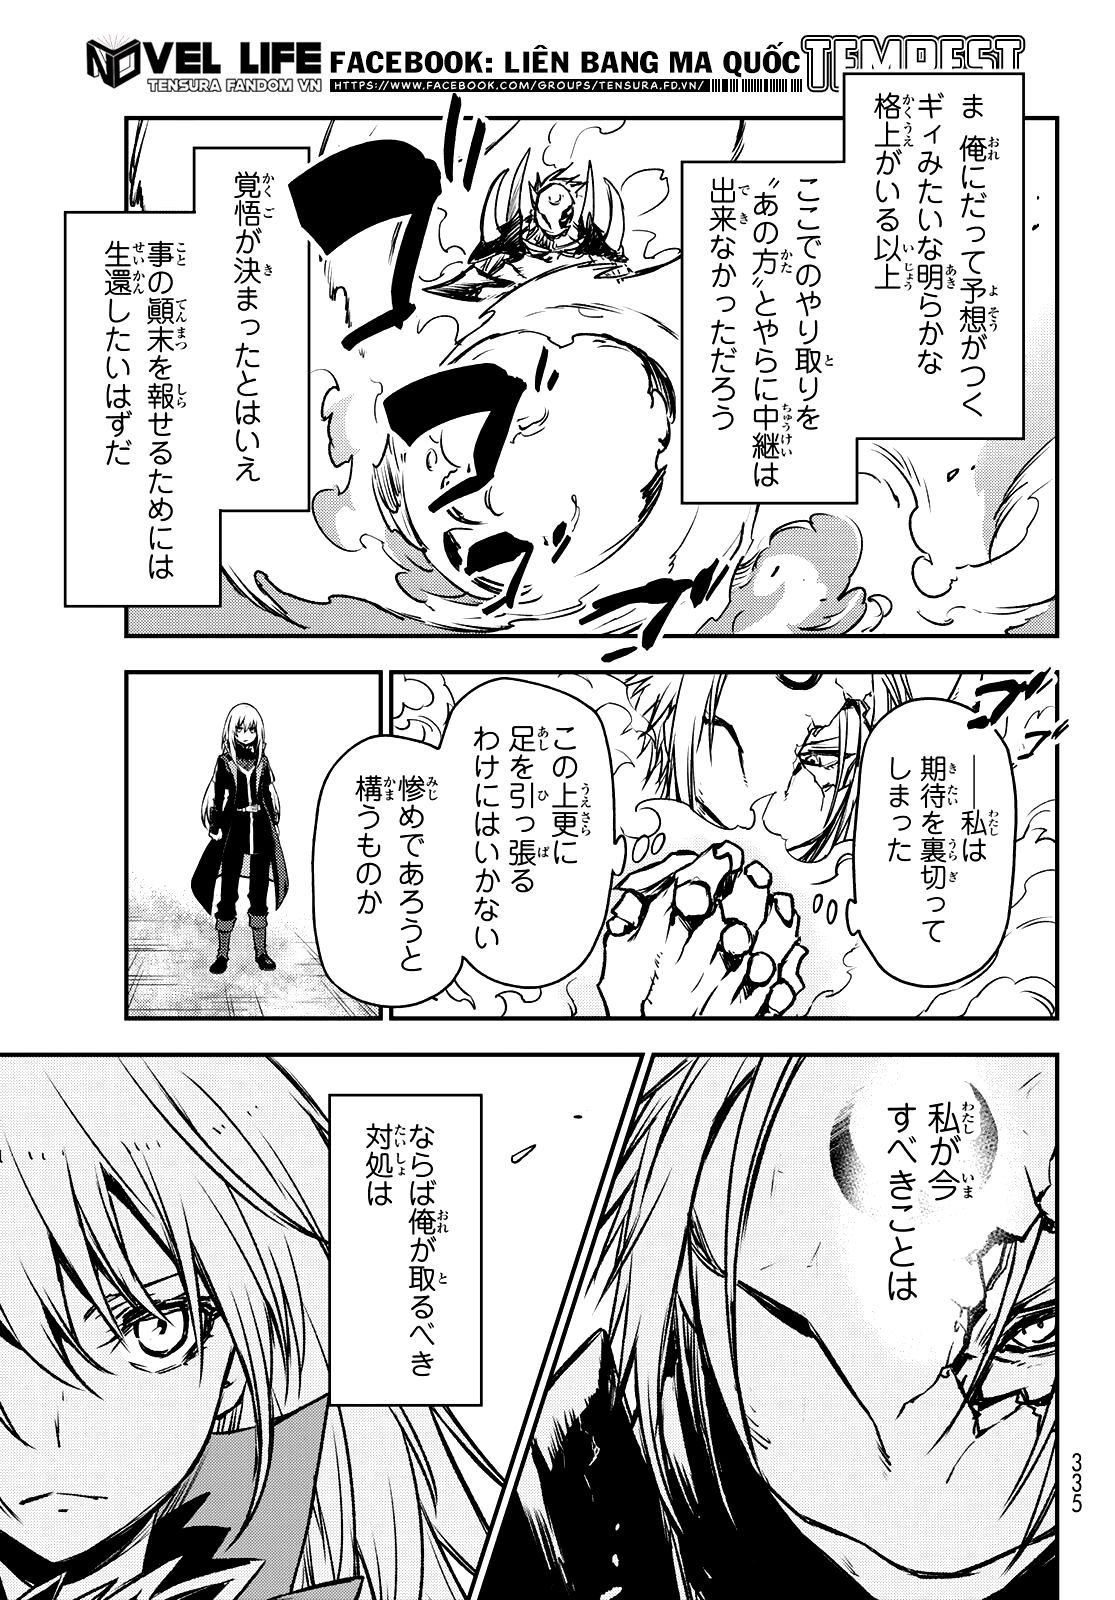 NOVEL LIFE
TENSURA FANDOM VN
FACEBOOK: LIÊN BANG MA QUỐC
HTTPS://WWW.FACEBOOK.COM/GROUPS/TENSURA.FD.VN/
TEMPEST
ま 俺にだって予想がつく
ギィみたいな明らかな
格上がいる以上
ここでのやり取りを
〝あの方〟とやらに中継は
出来なかっただろう
覚悟が決まったとはいえ
事の顛末を報せるためには
生還したいはずだ
──私は
期待を裏切って
しまった
この上更に
足を引っ張る
わけにはいかない
惨めであろうと
構うものか
私が今
すべきことは
ならば俺が取るべき
対処は
335